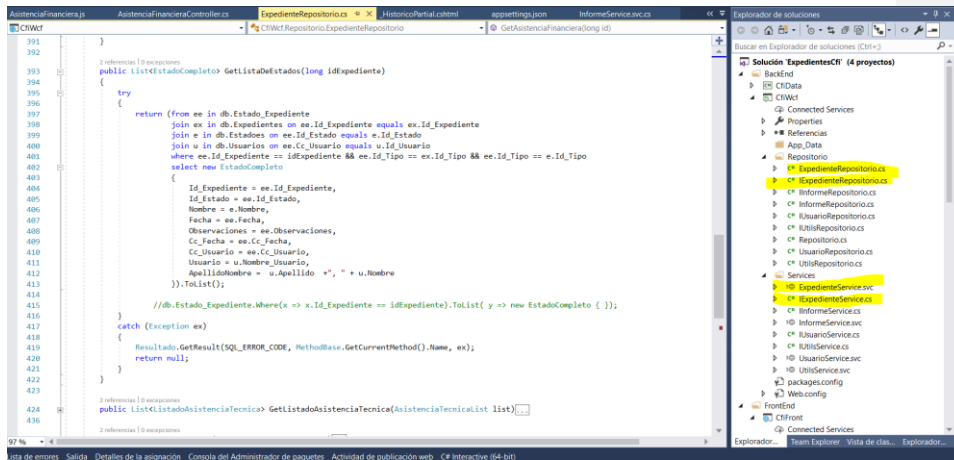 AsistenciaFinanciera.js AsistenciaFinancieraController.cs ExpedienteRepositorio.cs _HistoricoPartial.cshtml appsettings.json InformeService.svc.cs
CfiWcf CfiWcf.Repositorio.ExpedienteRepositorio GetAsistenciaFinanciera(long id)
391 }
392
2 referencias | 0 excepciones
393 public List<EstadoCompleto> GetListaDeEstados(long idExpediente)
394 {
395 try
396 {
397 return (from ee in db.Estado_Expediente
398 join ex in db.Expedientes on ee.Id_Expediente equals ex.Id_Expediente
399 join e in db.Estadoes on ee.Id_Estado equals e.Id_Estado
400 join u in db.Usuarios on ee.Cc_Usuario equals u.Id_Usuario
401 where ee.Id_Expediente == idExpediente && ee.Id_Tipo == ex.Id_Tipo && ee.Id_Tipo == e.Id_Tipo
402 select new EstadoCompleto
403 {
404 Id_Expediente = ee.Id_Expediente,
405 Id_Estado = ee.Id_Estado,
406 Nombre = e.Nombre,
407 Fecha = ee.Fecha,
408 Observaciones = ee.Observaciones,
409 Cc_Fecha = ee.Cc_Fecha,
410 Cc_Usuario = ee.Cc_Usuario,
411 Usuario = u.Nombre_Usuario,
412 ApellidoNombre = u.Apellido +", " + u.Nombre
413 }).ToList();
414
415 //db.Estado_Expediente.Where(x => x.Id_Expediente == idExpediente).ToList( y => new EstadoCompleto { });
416 }
417 catch (Exception ex)
418 {
419 Resultado.GetResult(SQL_ERROR_CODE, MethodBase.GetCurrentMethod().Name, ex);
420 return null;
421 }
422 }
423
2 referencias | 0 excepciones
424 public List<ListadoAsistenciaTecnica> GetListadoAsistenciaTecnica(AsistenciaTecnicaList list)...
436
2 referencias | 0 excepciones
97 %
Lista de errores Salida Detalles de la asignación Consola del Administrador de paquetes Actividad de publicación web C# Interactive (64-bit)
Explorador de soluciones
Buscar en Explorador de soluciones (Ctrl+;)
Solución 'ExpedientesCfi' (4 proyectos)
BackEnd
CfiData
CfiWcf
Connected Services
Properties
Referencias
App_Data
Repositorio
ExpedienteRepositorio.cs
IExpedienteRepositorio.cs
IInformeRepositorio.cs
InformeRepositorio.cs
IUsuarioRepositorio.cs
IUtilsRepositorio.cs
Repositorio.cs
UsuarioRepositorio.cs
UtilsRepositorio.cs
Services
ExpedienteService.svc
IExpedienteService.cs
IInformeService.cs
InformeService.svc
IUsuarioService.cs
IUtilsService.cs
UsuarioService.svc
UtilsService.svc
packages.config
Web.config
FrontEnd
CfiFront
Connected Services
Explorador... Team Explorer Vista de clas... Explorador...